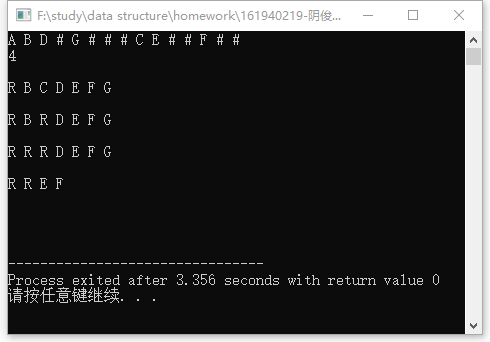 F:\study\data structure\homework\161940219-阴俊...
A B D # G # # # C E # # F # #
4
R B C D E F G
R B R D E F G
R R R D E F G
R R E F
--------------------------------
Process exited after 3.356 seconds with return value 0
请按任意键继续. . .